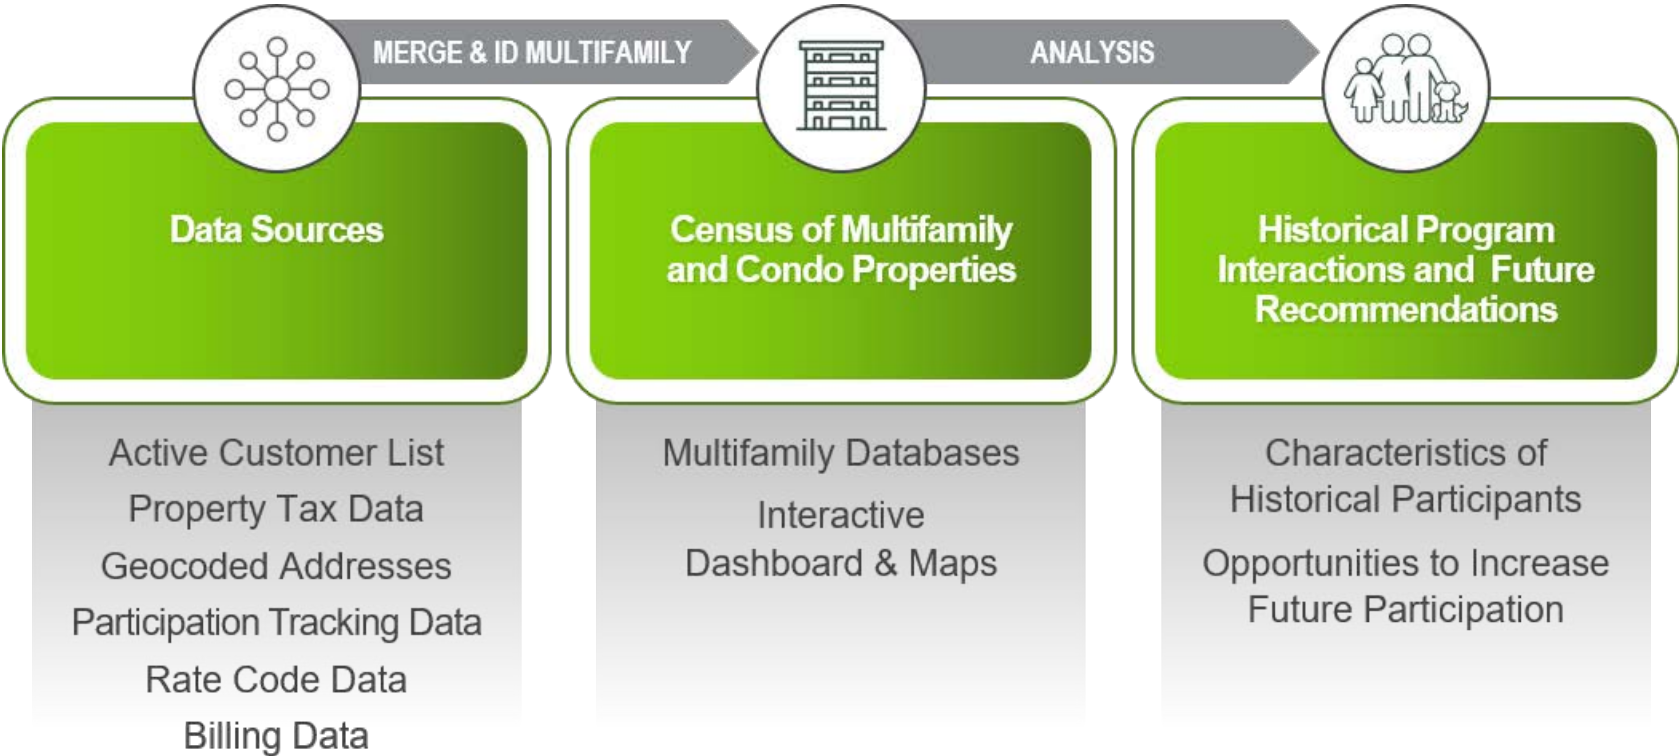 MERGE & ID MULTIFAMILY
ANALYSIS
Data Sources
Active Customer List
Property Tax Data
Geocoded Addresses
Participation Tracking Data
Rate Code Data
Billing Data
Census of Multifamily
and Condo Properties
Multifamily Databases
Interactive
Dashboard & Maps
Historical Program
Interactions and Future
Recommendations
Characteristics of
Historical Participants
Opportunities to Increase
Future Participation